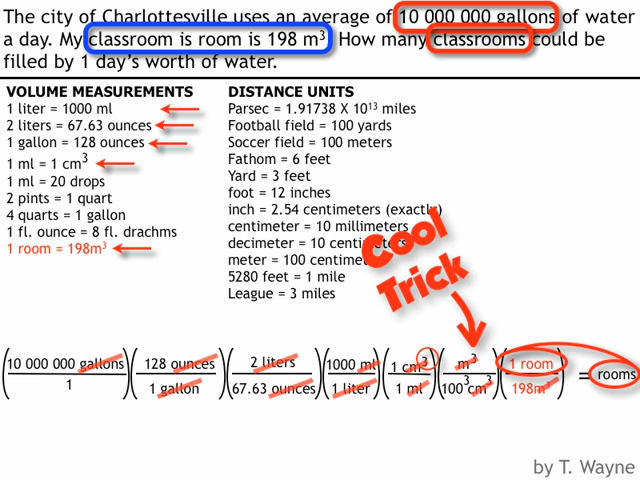 The city of Charlottesville uses an average of 10 000 000 gallons of water
a day. My classroom is room is 198 m³ How many classrooms could be
filled by 1 day's worth of water.
VOLUME MEASUREMENTS
1 liter = 1000 ml
2 liters = 67.63 ounces
1 gallon = 128 ounces
1 ml = 1 cm³
1 ml = 20 drops
2 pints = 1 quart
4 quarts = 1 gallon
1 fl. ounce = 8 fl. drachms
1 room = 198m³
DISTANCE UNITS
Parsec = 1.91738 X 10¹³ miles
Football field = 100 yards
Soccer field = 100 meters
Fathom = 6 feet
Yard = 3 feet
foot = 12 inches
inch = 2.54 centimeters (exactly)
centimeter = 10 millimeters
decimeter = 10 centimeters
meter = 100 centimet
5280 feet = 1 mile
League = 3 miles
Cool
Trick
(10 000 000 gallons / 1) (128 ounces / 1 gallon) (2 liters / 67.63 ounces) (1000 ml / 1 liter) (1 cm³ / 1 ml) (m³ / 100³cm³) (1 room / 198m³) = rooms
by T. Wayne